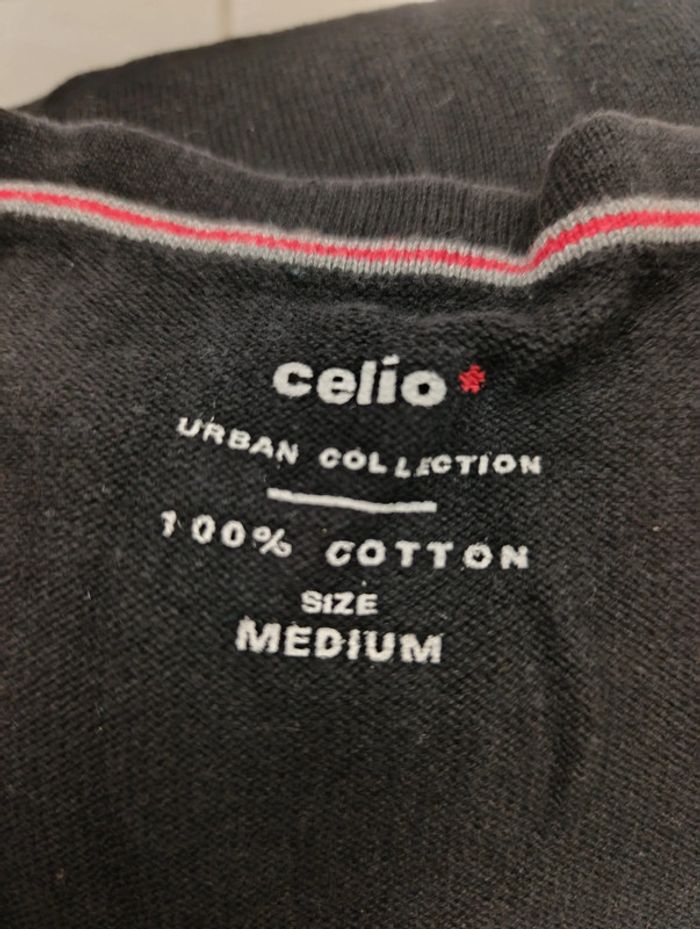 celio*
URBAN COLLECTION
100% COTTON
SIZE
MEDIUM